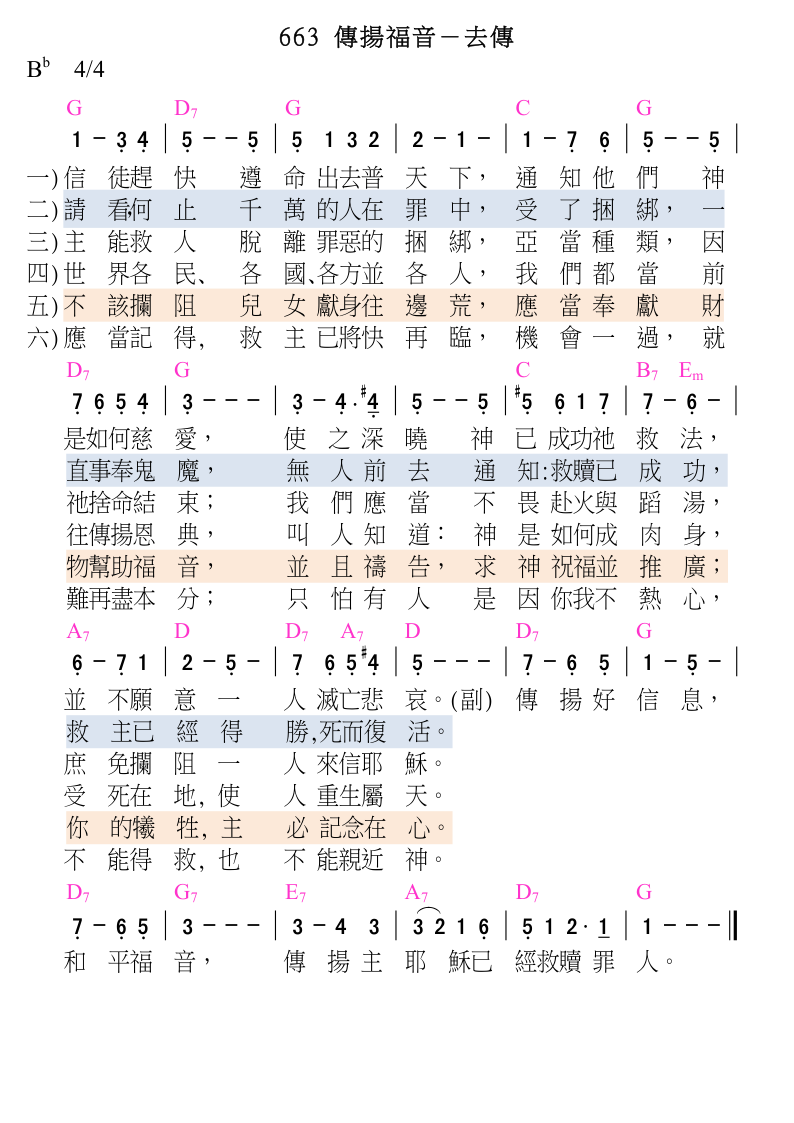 663 傳揚福音－去傳
B♭ 4/4
G D7 G C G
1 － 3 4 | 5 － － 5 | 5 1 3 2 | 2 － 1 － | 1 － 7 6 | 5 － － 5 |
一) 信 徒趕 快 遵 命 出去普 天 下， 通 知 他 們 神
二) 請 看,何 止 千 萬 的人在 罪 中， 受 了 捆 綁， 一
三) 主 能救 人 脫 離 罪惡的 捆 綁， 亞 當 種 類， 因
四) 世 界各 民、 各 國、各方並 各 人， 我 們 都 當 前
五) 不 該攔 阻 兒 女 獻身往 邊 荒， 應 當 奉 獻 財
六) 應 當記 得, 救 主 已將快 再 臨， 機 會 一 過， 就
D7 G C B7 Em
7 6 5 4 | 3 － － － | 3 － 4 · #4 | 5 － － 5 | #5 6 1 7 | 7 － 6 － |
是如何慈 愛， 使 之 深 曉 神 已 成功祂 救 法，
直事奉鬼 魔， 無 人 前 去 通 知:救贖已 成 功，
祂捨命結 束； 我 們 應 當 不 畏 赴火與 蹈 湯，
往傳揚恩 典， 叫 人 知 道： 神 是 如何成 肉 身，
物幫助福 音， 並 且 禱 告， 求 神 祝福並 推 廣；
難再盡本 分； 只 怕 有 人 是 因 你我不 熱 心，
A7 D D7 A7 D D7 G
6 － 7 1 | 2 － 5 － | 7 6 5 #4 | 5 － － － | 7 － 6 5 | 1 － 5 － |
並 不願 意 一 人 滅亡悲 哀。(副) 傳 揚 好 信 息，
救 主已 經 得 勝,死而復 活。
庶 免攔 阻 一 人 來信耶 穌。
受 死在 地, 使 人 重生屬 天。
你 的犧 牲, 主 必 記念在 心。
不 能得 救, 也 不 能親近 神。
D7 G7 E7 A7 D7 G
7 － 6 5 | 3 － － － | 3 － 4 3 | 3 2 1 6 | 5 1 2 · 1 | 1 － － － ‖
和 平福 音， 傳 揚 主 耶 穌已 經救贖 罪 人。